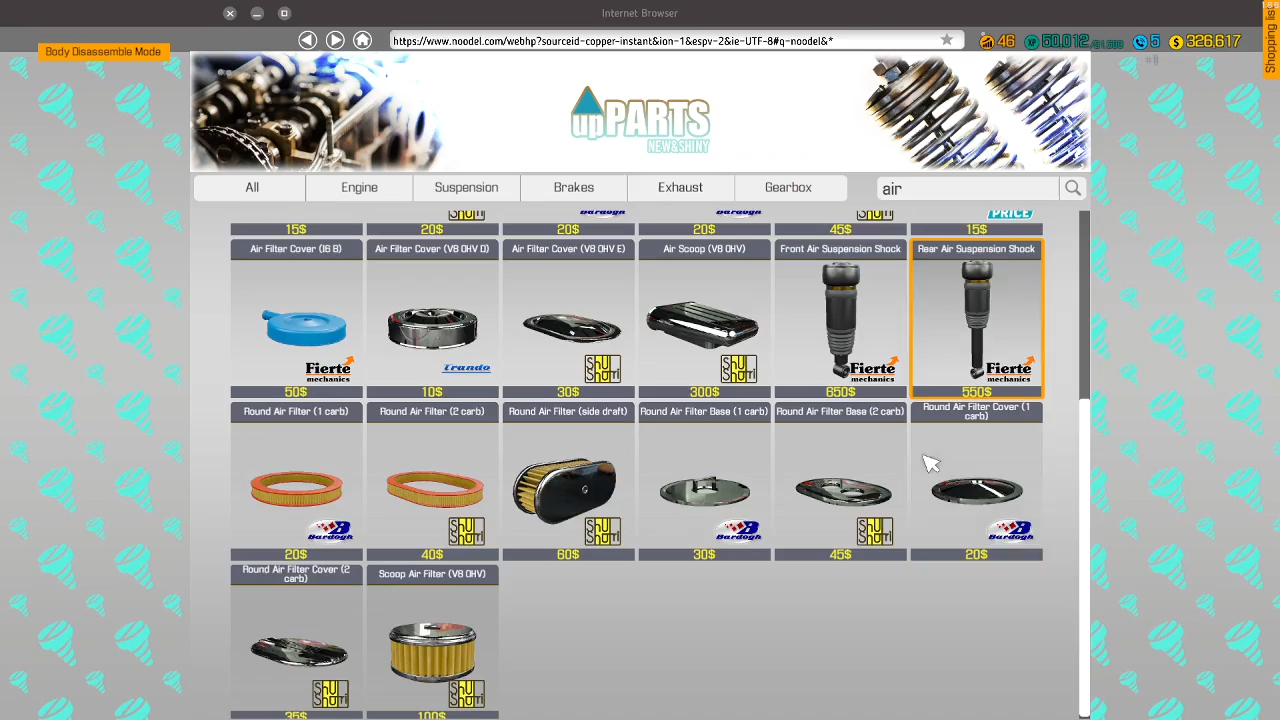 Internet Browser
Body Disassemble Mode
https://www.noodel.com/webhp?sourceid-copper-instant&ion-1&espv-2&ie-UTF-8#q-noodel&*
46
XP 50,012
5
$ 326,617
Shopping list
upPARTS
NEW&SHINY
All
Engine
Suspension
Brakes
Exhaust
Gearbox
air
PRICE
15$
20$
20$
20$
45$
15$
Air Filter Cover (I6 B)
Air Filter Cover (V8 OHV D)
Air Filter Cover (V8 OHV E)
Air Scoop (V8 OHV)
Front Air Suspension Shock
Rear Air Suspension Shock
Fierte mechanics
Trando
Fierte mechanics
Fierte mechanics
50$
10$
30$
300$
650$
550$
Round Air Filter (1 carb)
Round Air Filter (2 carb)
Round Air Filter (side draft)
Round Air Filter Base (1 carb)
Round Air Filter Base (2 carb)
Round Air Filter Cover (1 carb)
Bardogh
Bardogh
Bardogh
20$
40$
60$
30$
45$
20$
Round Air Filter Cover (2 carb)
Scoop Air Filter (V8 OHV)
35$
100$